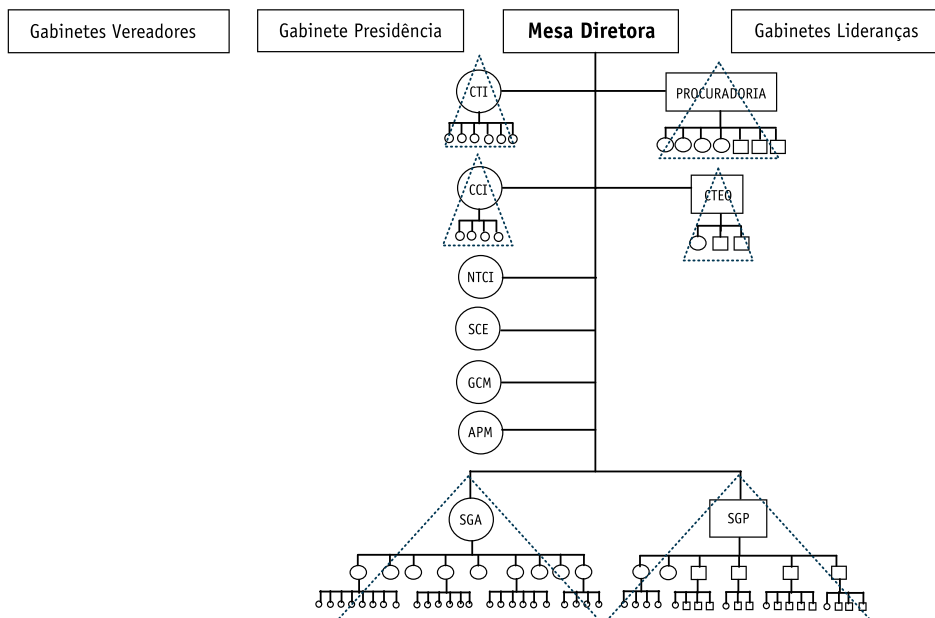 Gabinetes Vereadores
Gabinete Presidência
Mesa Diretora
Gabinetes Lideranças
CTI
PROCURADORIA
CCI
CTEO
NTCI
SCE
GCM
APM
SGA
SGP